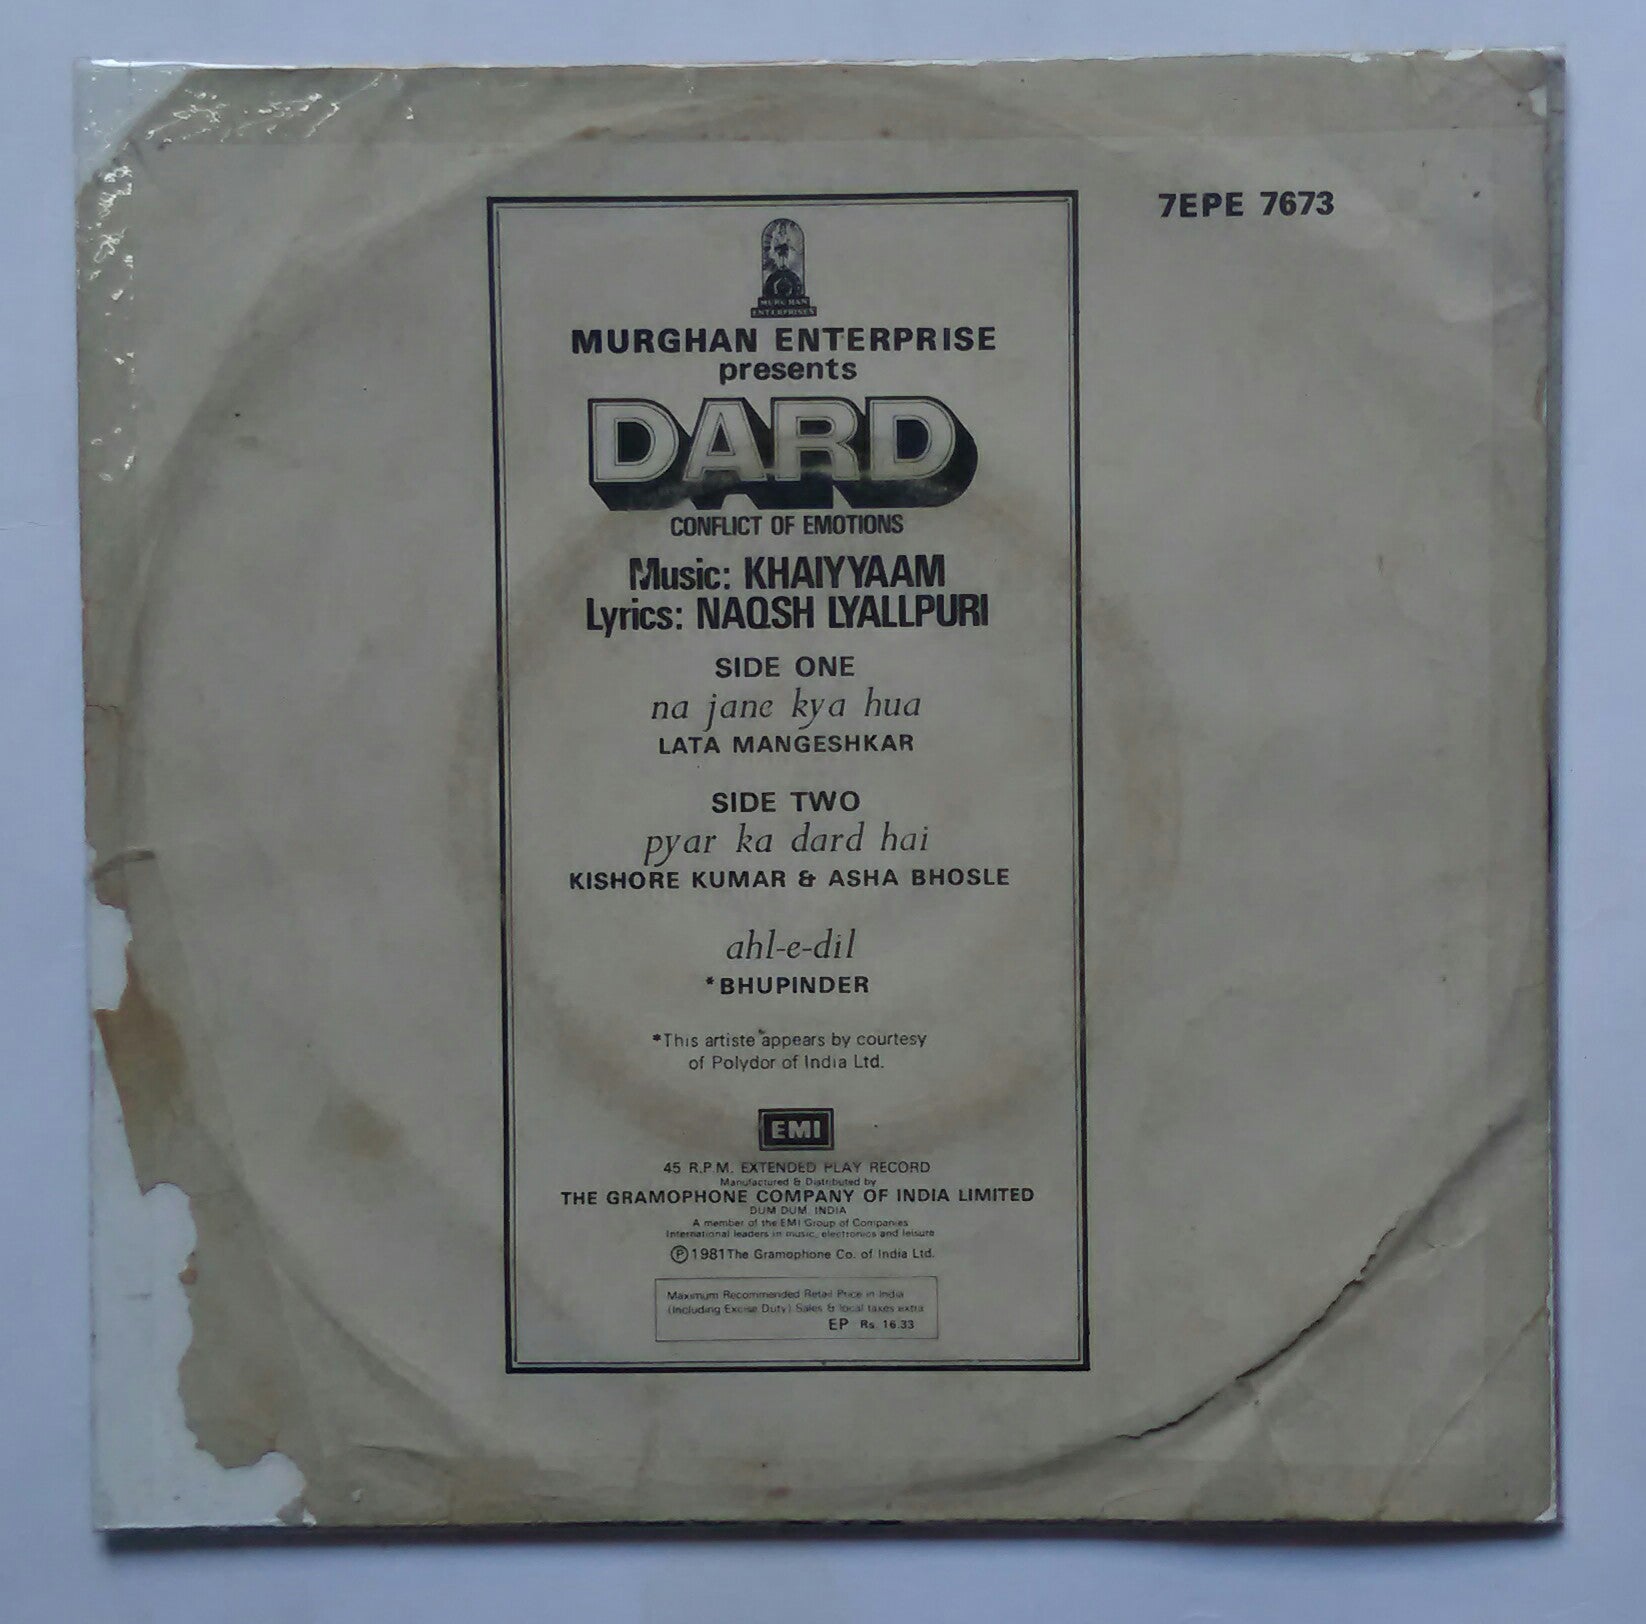 7EPE 7673
MURGHAN
ENTERPRISES
MURGHAN ENTERPRISE
presents
DARD
CONFLICT OF EMOTIONS
Music: KHAIYYAAM
Lyrics: NAQSH LYALLPURI
SIDE ONE
na jane kya hua
LATA MANGESHKAR
SIDE TWO
pyar ka dard hai
KISHORE KUMAR & ASHA BHOSLE
ahl-e-dil
*BHUPINDER
*This artiste appears by courtesy
of Polydor of India Ltd.
EMI
45 R.P.M. EXTENDED PLAY RECORD
Manufactured & Distributed by
THE GRAMOPHONE COMPANY OF INDIA LIMITED
DUM DUM, INDIA
A member of the EMI Group of Companies
International leaders in music, electronics and leisure
Ⓟ 1981 The Gramophone Co. of India Ltd.
Maximum Recommended Retail Price in India
(Including Excise Duty) Sales & local taxes extra
EP Rs. 16.33